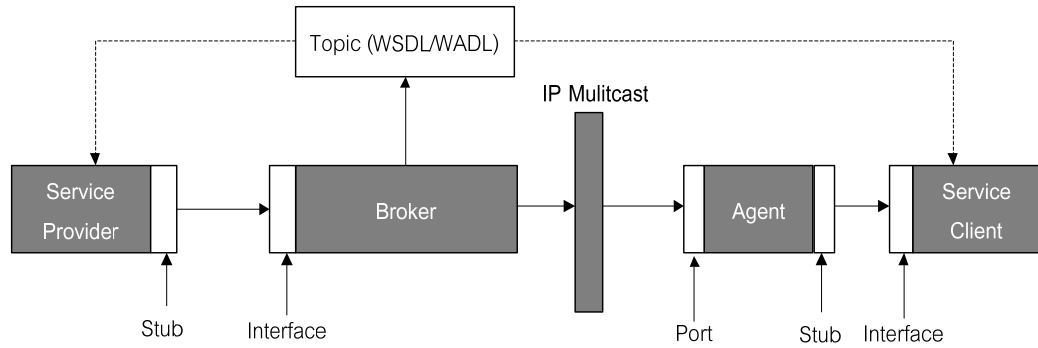 Topic (WSDL/WADL)
IP Mulitcast
Service
Provider
Broker
Agent
Service
Client
Stub
Interface
Port
Stub
Interface